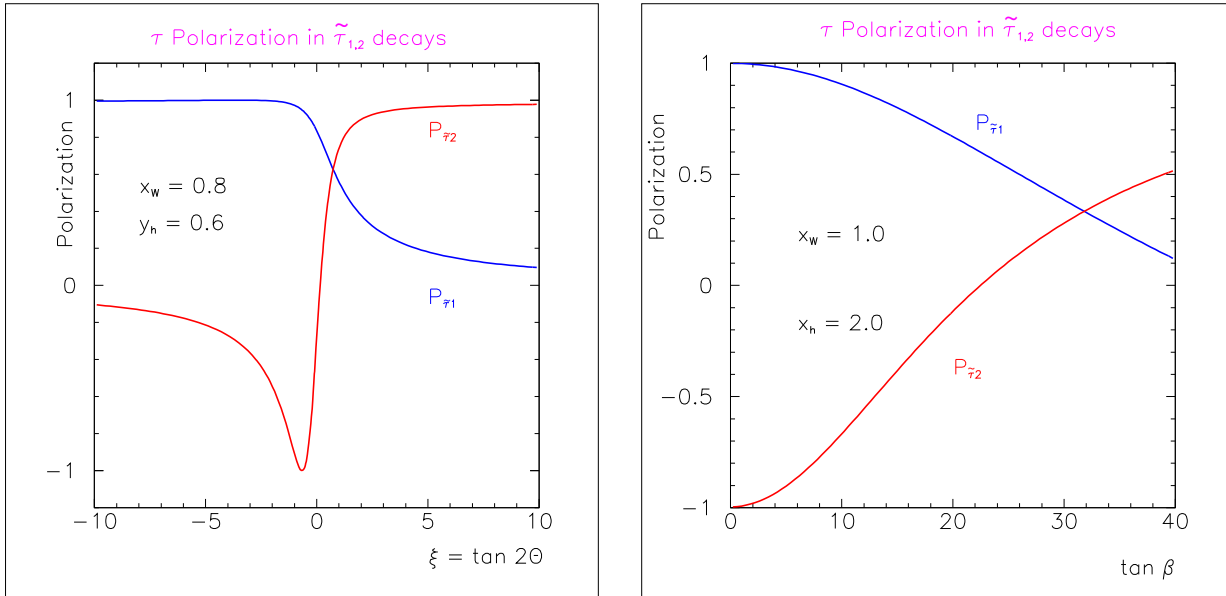 τ Polarization in τ̃1,2 decays
Polarization
1
0
−1
xW = 0.8
yh = 0.6
Pτ̃2
Pτ̃1
−10 −5 0 5 10
ξ = tan 2Θ
τ Polarization in τ̃1,2 decays
Polarization
1
0.5
0
−0.5
−1
Pτ̃1
xW = 1.0
xh = 2.0
Pτ̃2
0 10 20 30 40
tan β